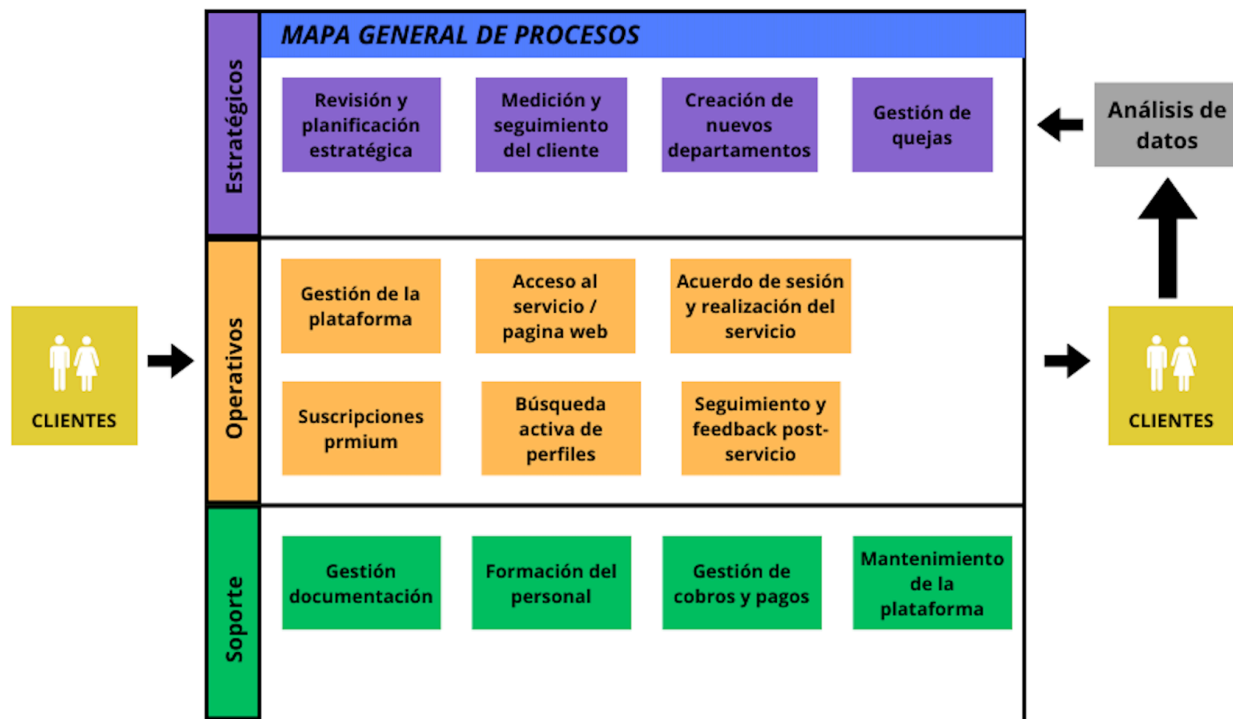 MAPA GENERAL DE PROCESOS
Estratégicos
Revisión y
planificación
estratégica
Medición y
seguimiento
del cliente
Creación de
nuevos
departamentos
Gestión de
quejas
Análisis de
datos
Operativos
Gestión de la
plataforma
Acceso al
servicio /
pagina web
Acuerdo de sesión
y realización del
servicio
CLIENTES
Suscripciones
prmium
Búsqueda
activa de
perfiles
Seguimiento y
feedback post-
servicio
CLIENTES
Soporte
Gestión
documentación
Formación del
personal
Gestión de
cobros y pagos
Mantenimiento
de la
plataforma